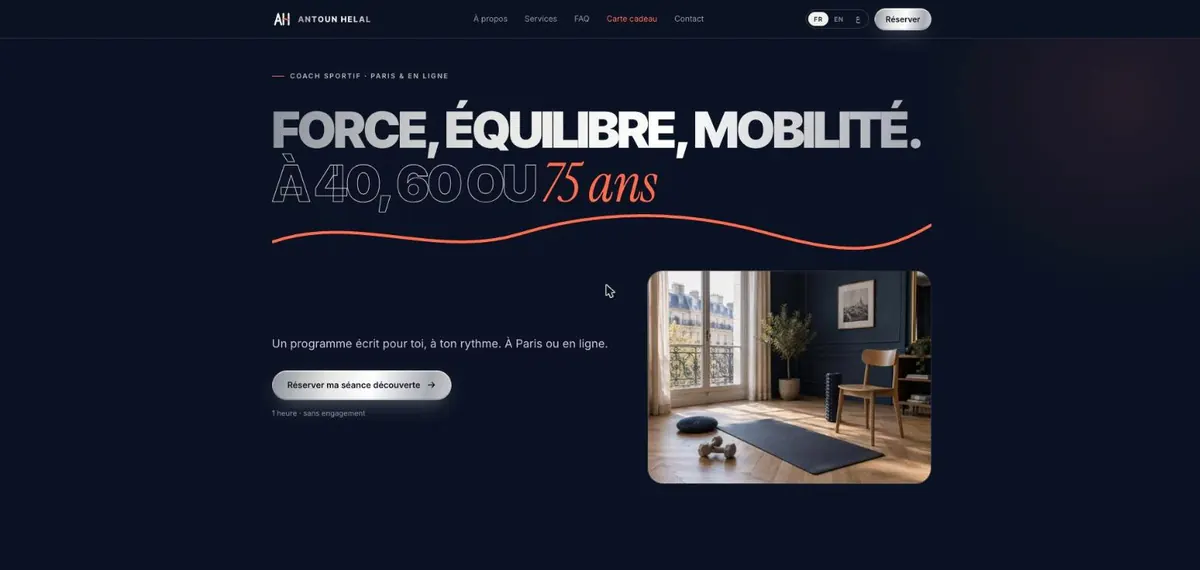 AH ANTOUN HELAL
À propos Services FAQ Carte cadeau Contact
FR EN ع
Réserver
COACH SPORTIF · PARIS & EN LIGNE
FORCE, ÉQUILIBRE, MOBILITÉ.
À 40, 60 OU 75 ans
Un programme écrit pour toi, à ton rythme. À Paris ou en ligne.
Réserver ma séance découverte →
1 heure · sans engagement